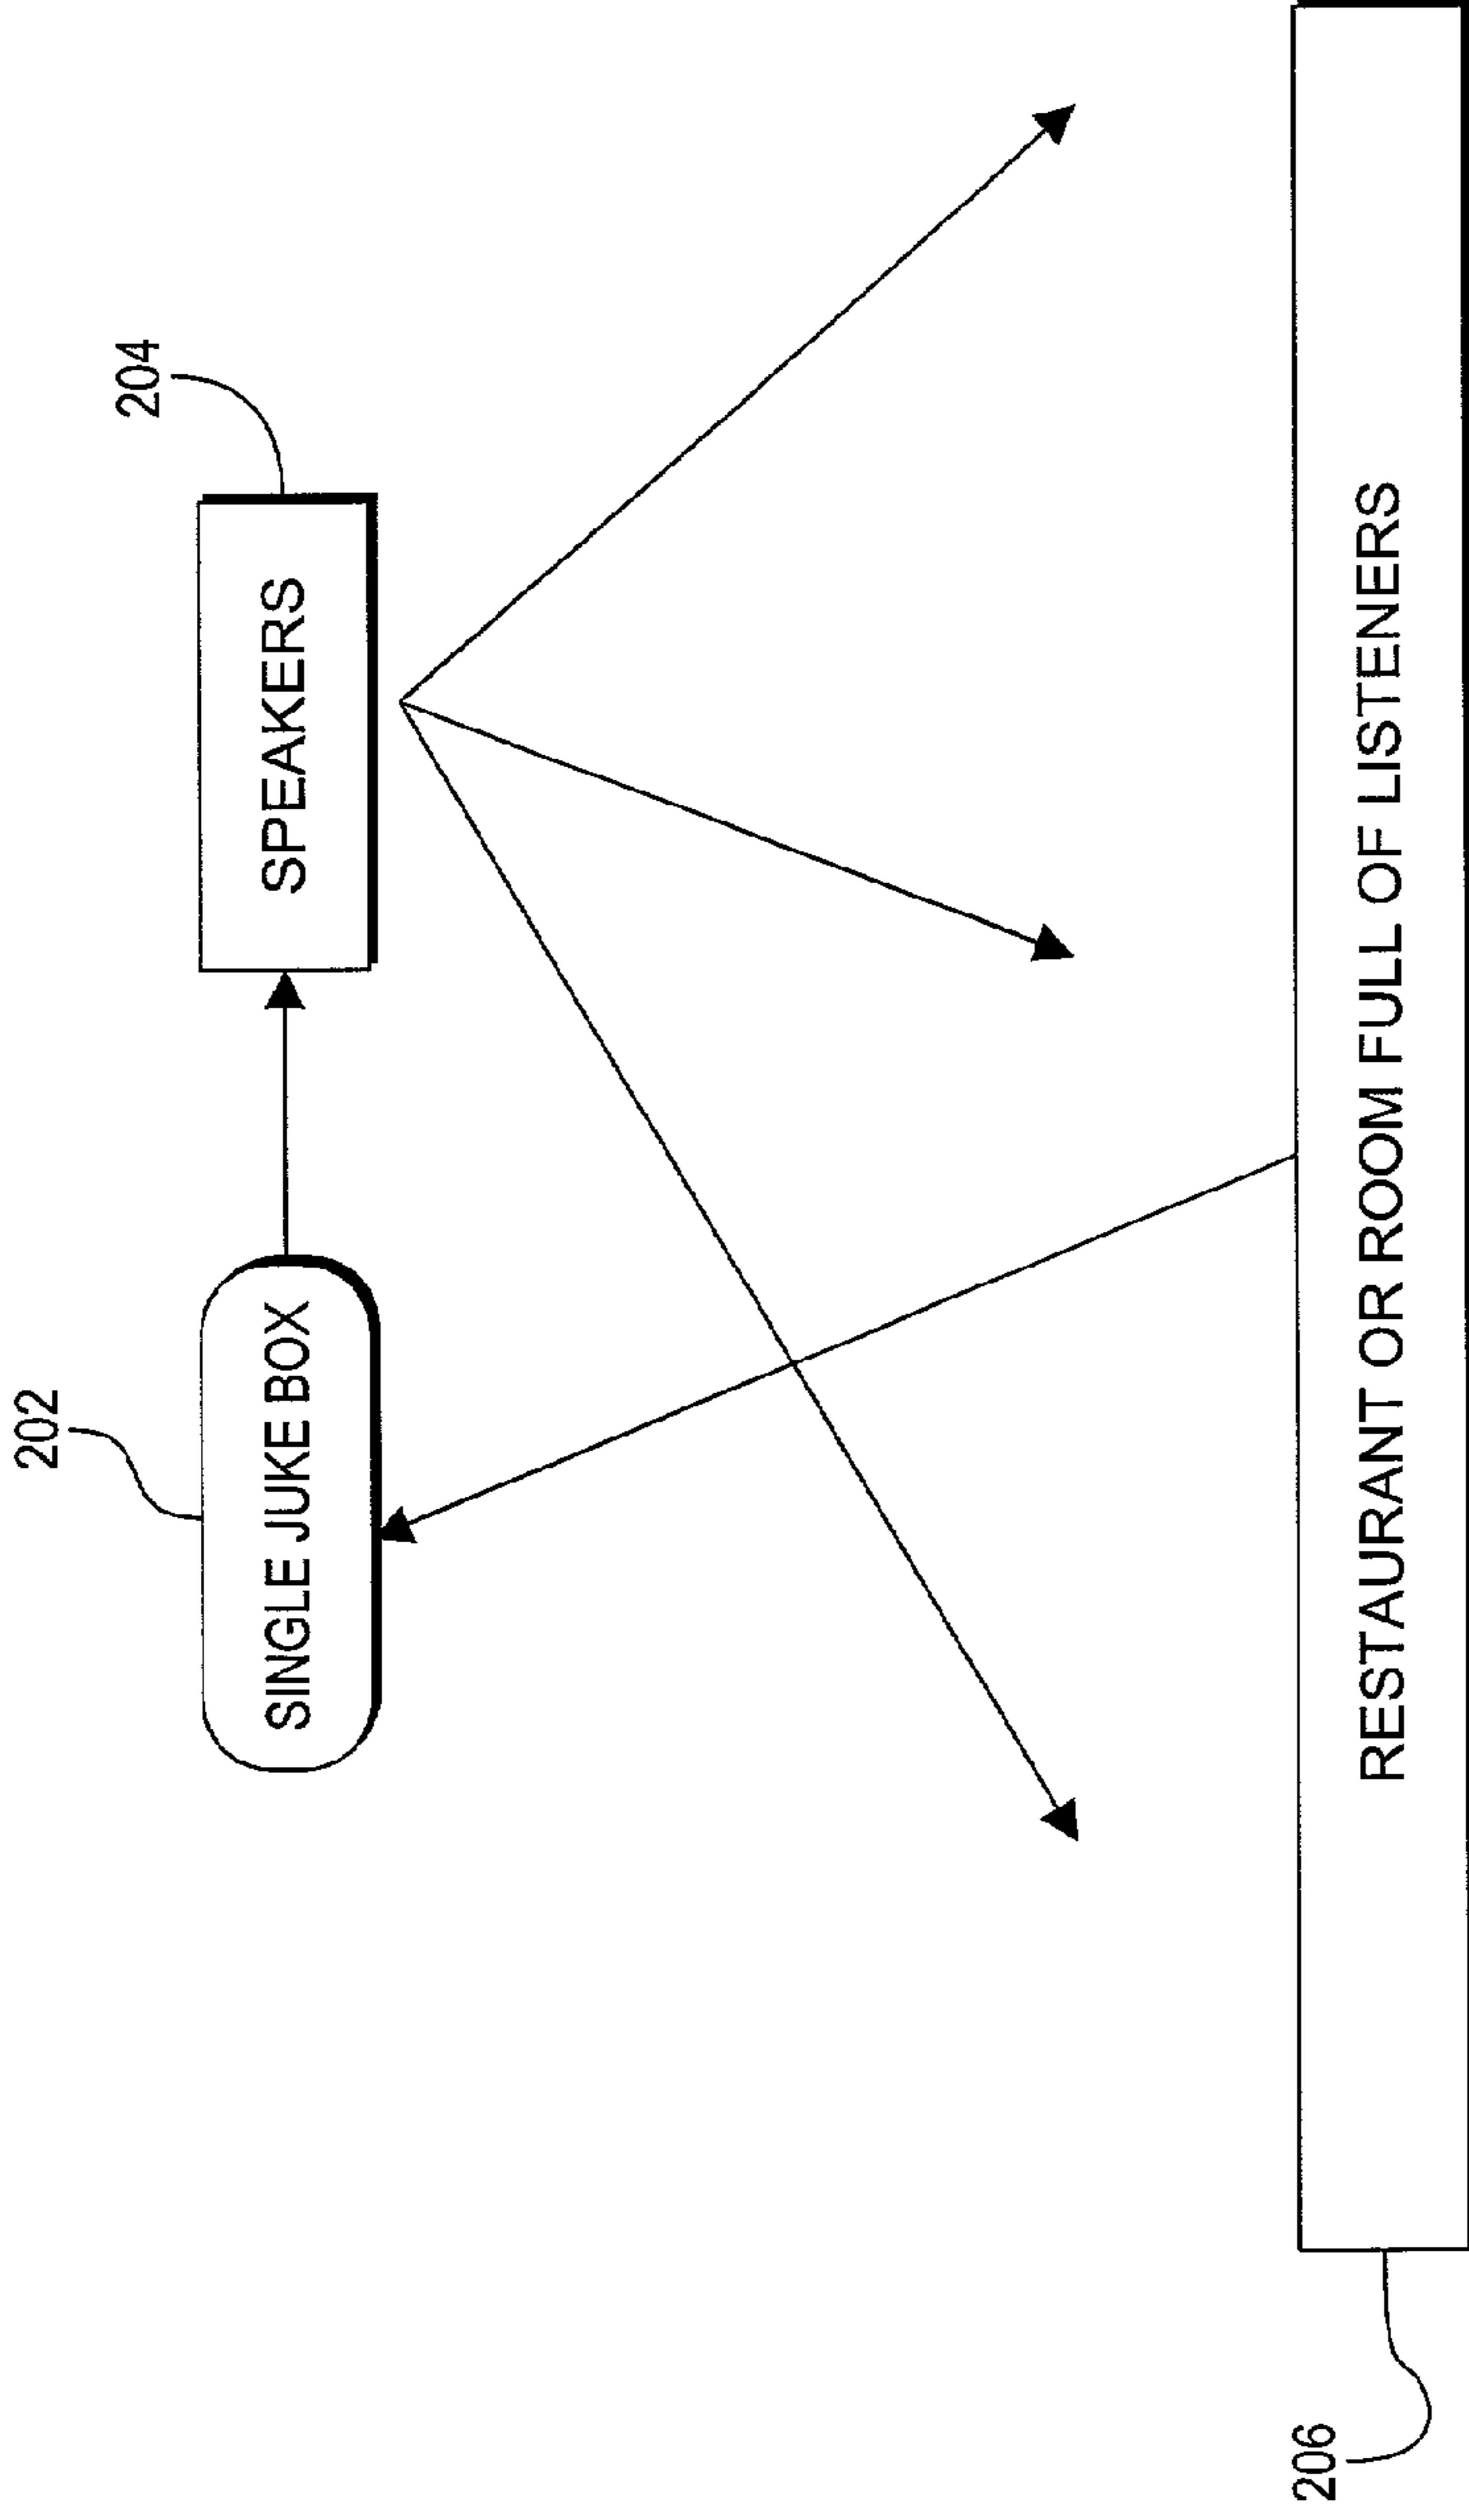 202
SINGLE JUKE BOX
204
SPEAKERS
206
RESTAURANT OR ROOM FULL OF LISTENERS